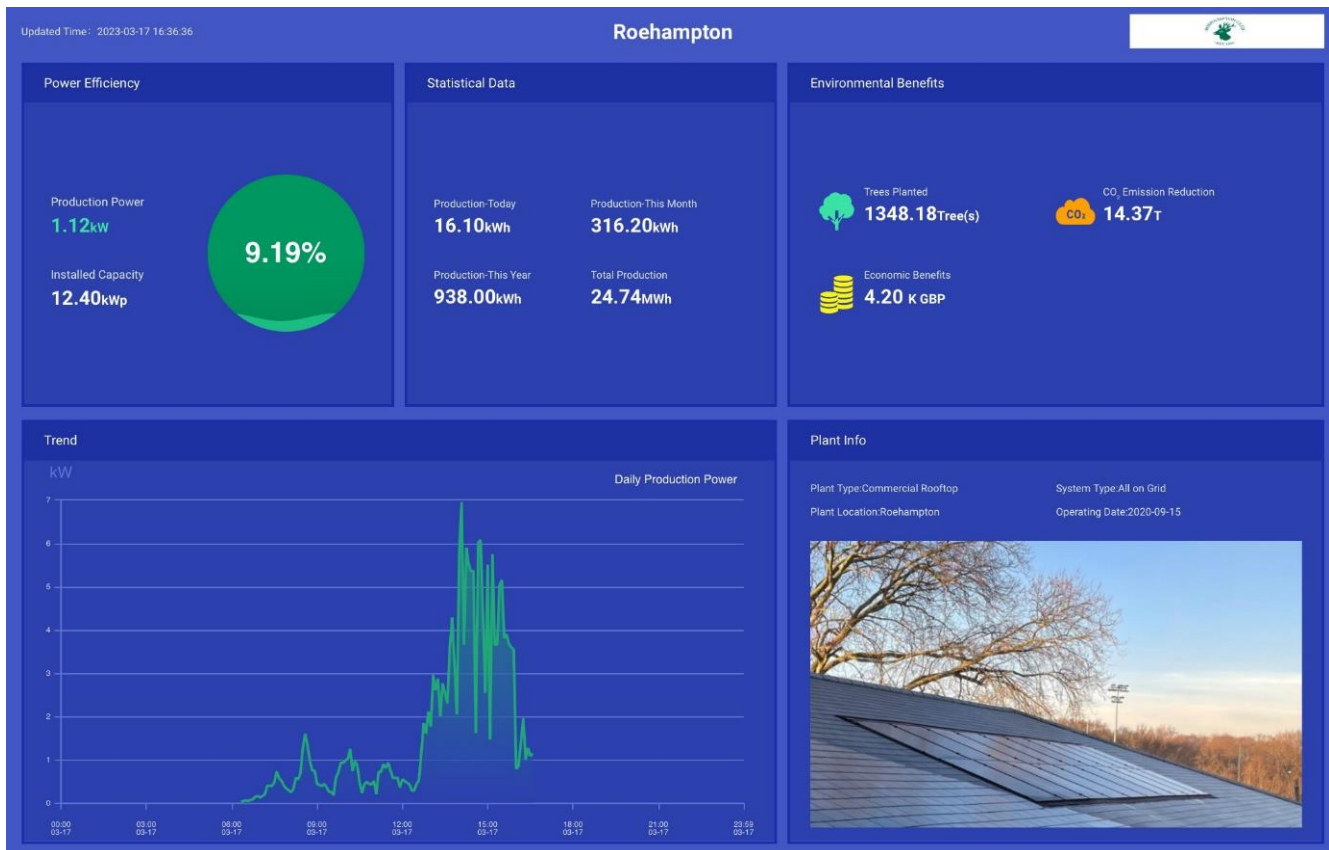 Updated Time: 2023-03-17 16:36:36
Roehampton
Power Efficiency
Production Power
1.12kW
Installed Capacity
12.40kWp
9.19%
Statistical Data
Production-Today
16.10kWh
Production-This Month
316.20kWh
Production-This Year
938.00kWh
Total Production
24.74MWh
Environmental Benefits
Trees Planted
1348.18Tree(s)
CO₂
CO₂ Emission Reduction
14.37T
Economic Benefits
4.20 K GBP
Trend
kW
Daily Production Power
7
6
5
4
3
2
1
0
00:00 03:00 06:00 09:00 12:00 15:00 18:00 21:00 23:59
03-17 03-17 03-17 03-17 03-17 03-17 03-17 03-17 03-17
Plant Info
Plant Type:Commercial Rooftop
System Type:All on Grid
Plant Location:Roehampton
Operating Date:2020-09-15